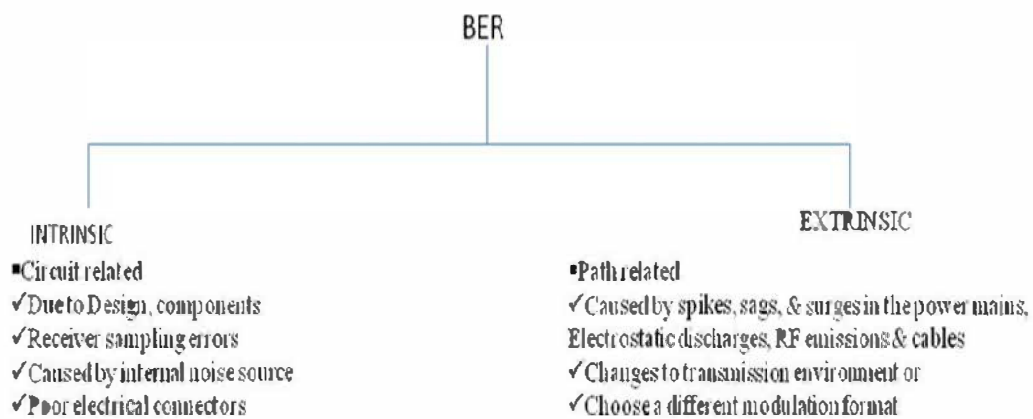 BER
INTRINSIC
▪Circuit related
✓Due to Design, components
✓Receiver sampling errors
✓Caused by internal noise source
✓Poor electrical connectors
EXTRINSIC
▪Path related
✓Caused by spikes, sags, & surges in the power mains,
Electrostatic discharges, RF emissions & cables
✓Changes to transmission environment or
✓Choose a different modulation format